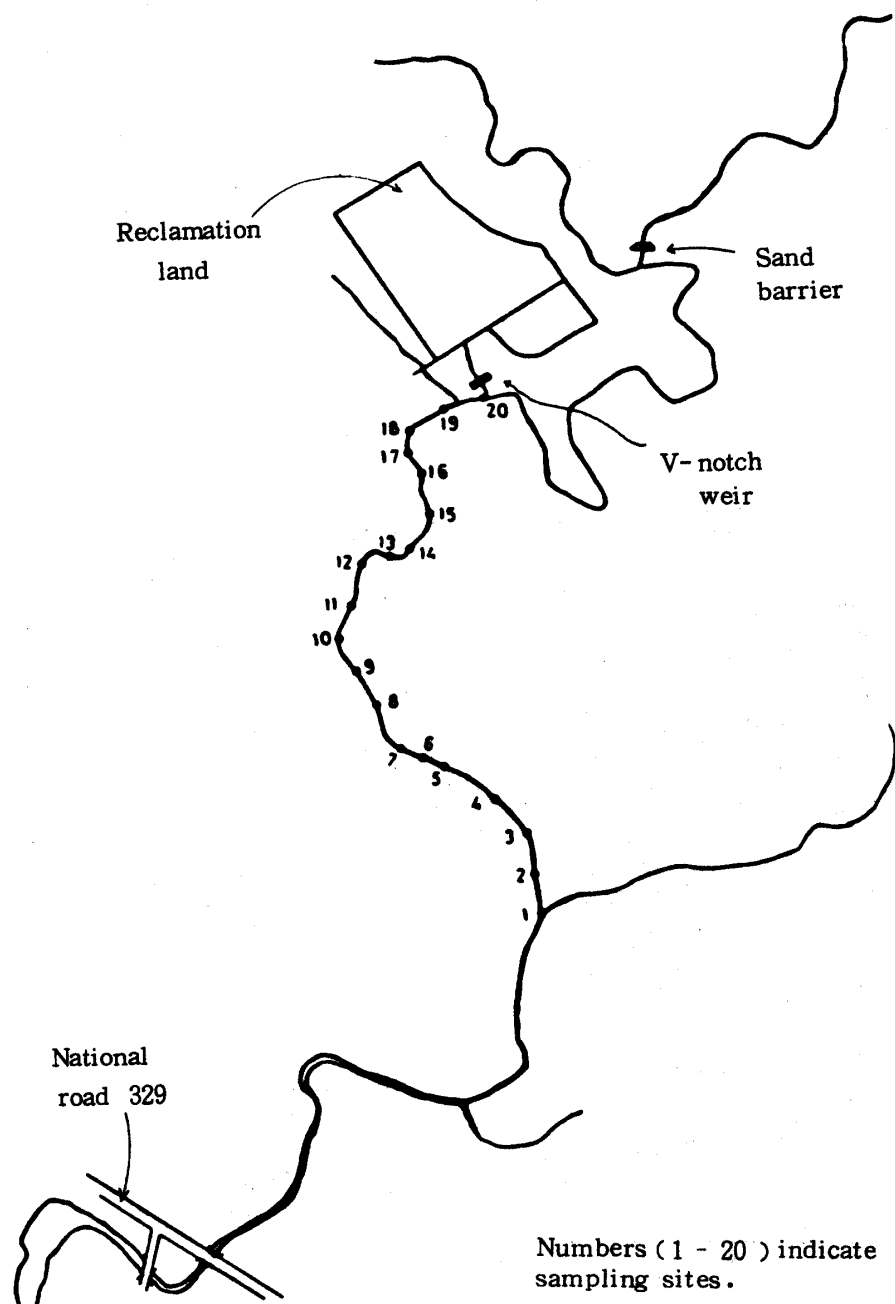 Reclamation
land
Sand
barrier
V-notch
weir
20
19
18
17
16
15
14
13
12
11
10
9
8
7
6
5
4
3
2
1
National
road 329
Numbers (1 - 20) indicate
sampling sites.